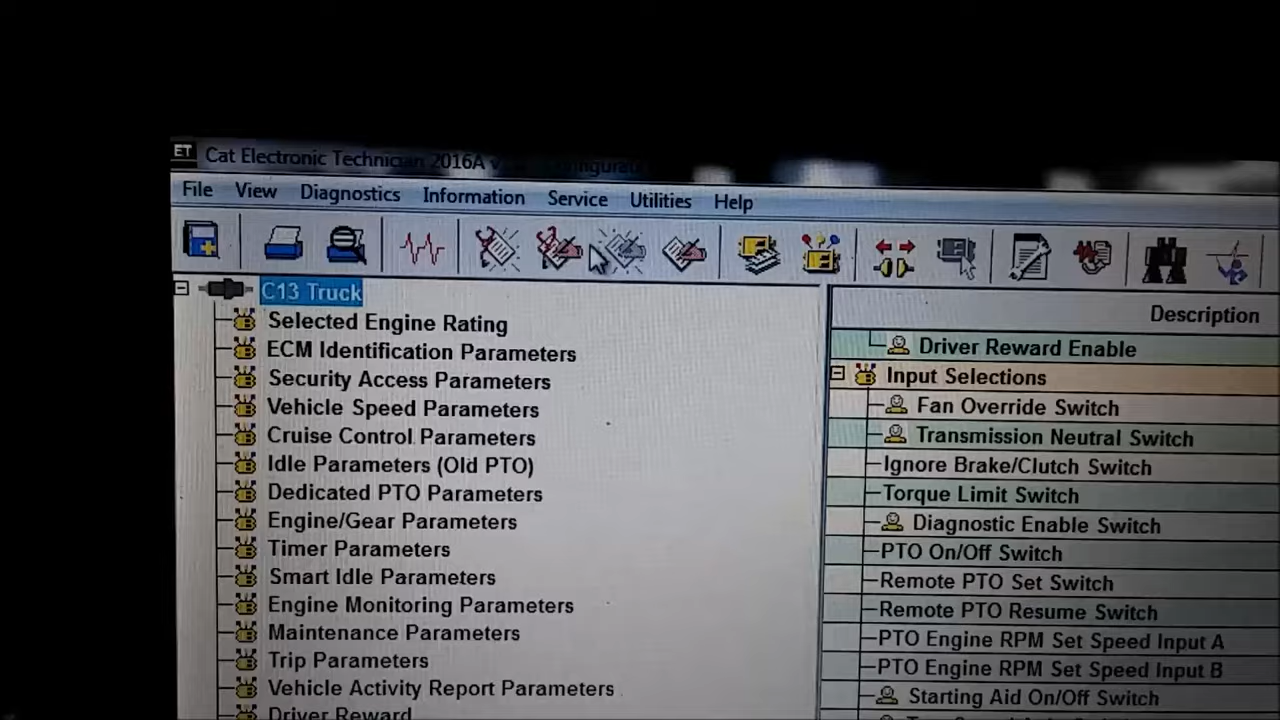 ET Cat Electronic Technician 2016A
File View Diagnostics Information Service Utilities Help
C13 Truck
Selected Engine Rating
ECM Identification Parameters
Security Access Parameters
Vehicle Speed Parameters
Cruise Control Parameters
Idle Parameters (Old PTO)
Dedicated PTO Parameters
Engine/Gear Parameters
Timer Parameters
Smart Idle Parameters
Engine Monitoring Parameters
Maintenance Parameters
Trip Parameters
Vehicle Activity Report Parameters
Driver Reward
Description
Driver Reward Enable
Input Selections
Fan Override Switch
Transmission Neutral Switch
Ignore Brake/Clutch Switch
Torque Limit Switch
Diagnostic Enable Switch
PTO On/Off Switch
Remote PTO Set Switch
Remote PTO Resume Switch
PTO Engine RPM Set Speed Input A
PTO Engine RPM Set Speed Input B
Starting Aid On/Off Switch